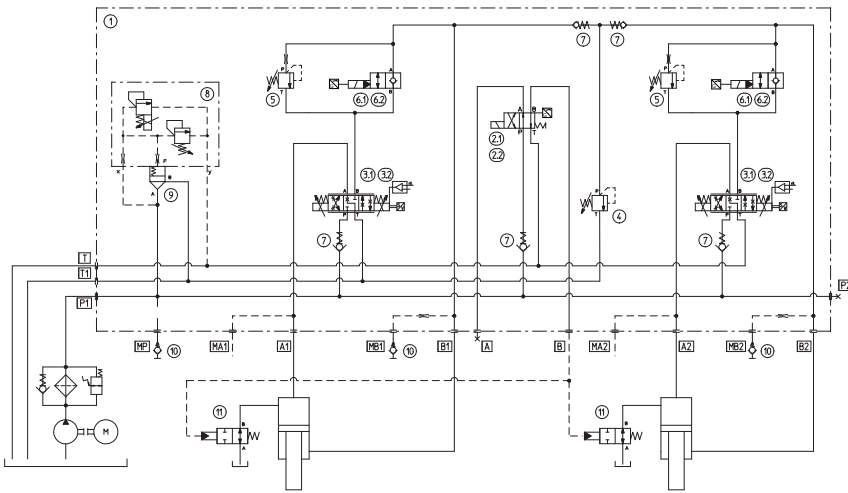 1
7 7
P T 5 A B 6.1 6.2
P T 5 A B 6.1 6.2
8
X F Y
A B 9
A B P T
2.1
2.2
A B P T 3.1 3.2
P T 4
A B P T 3.1 3.2
7 7 7
T
T1
P1
P2
MP 10 MA1 A1 MB1 10 B1 A B MA2 A2 MB2 10 B2
11 B A
11 B A
M